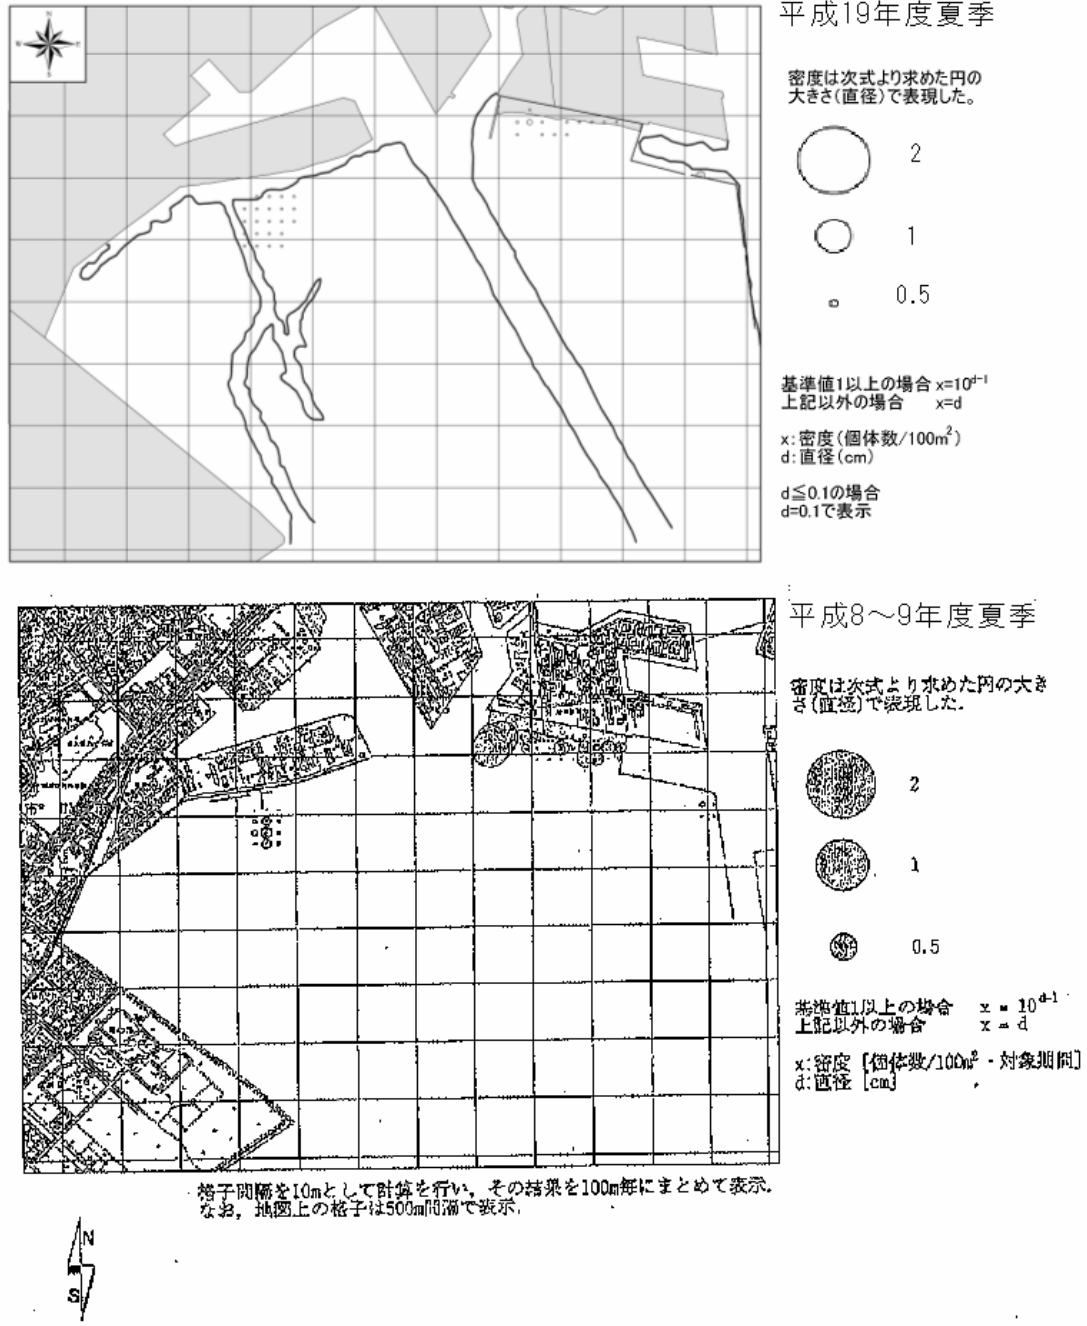 平成19年度夏季
密度は次式より求めた円の
大きさ(直径)で表現した。
2
1
0.5
基準値1以上の場合 x=10^{d-1}
上記以外の場合 x=d
x:密度(個体数/100m²)
d:直径(cm)
d≦0.1の場合
d=0.1で表示
N
W
E
S
平成8~9年度夏季
密度は次式より求めた円の大き
さ(直径)で表現した.
2
1
0.5
基準値1以上の場合 x = 10^{d-1}
上記以外の場合 x = d
x:密度 [個体数/100m²・対象期間]
d:直径 [cm]
格子間隔を10mとして計算を行い, その結果を100m毎にまとめて表示.
なお, 地図上の格子は500m間隔で表示.
N
S